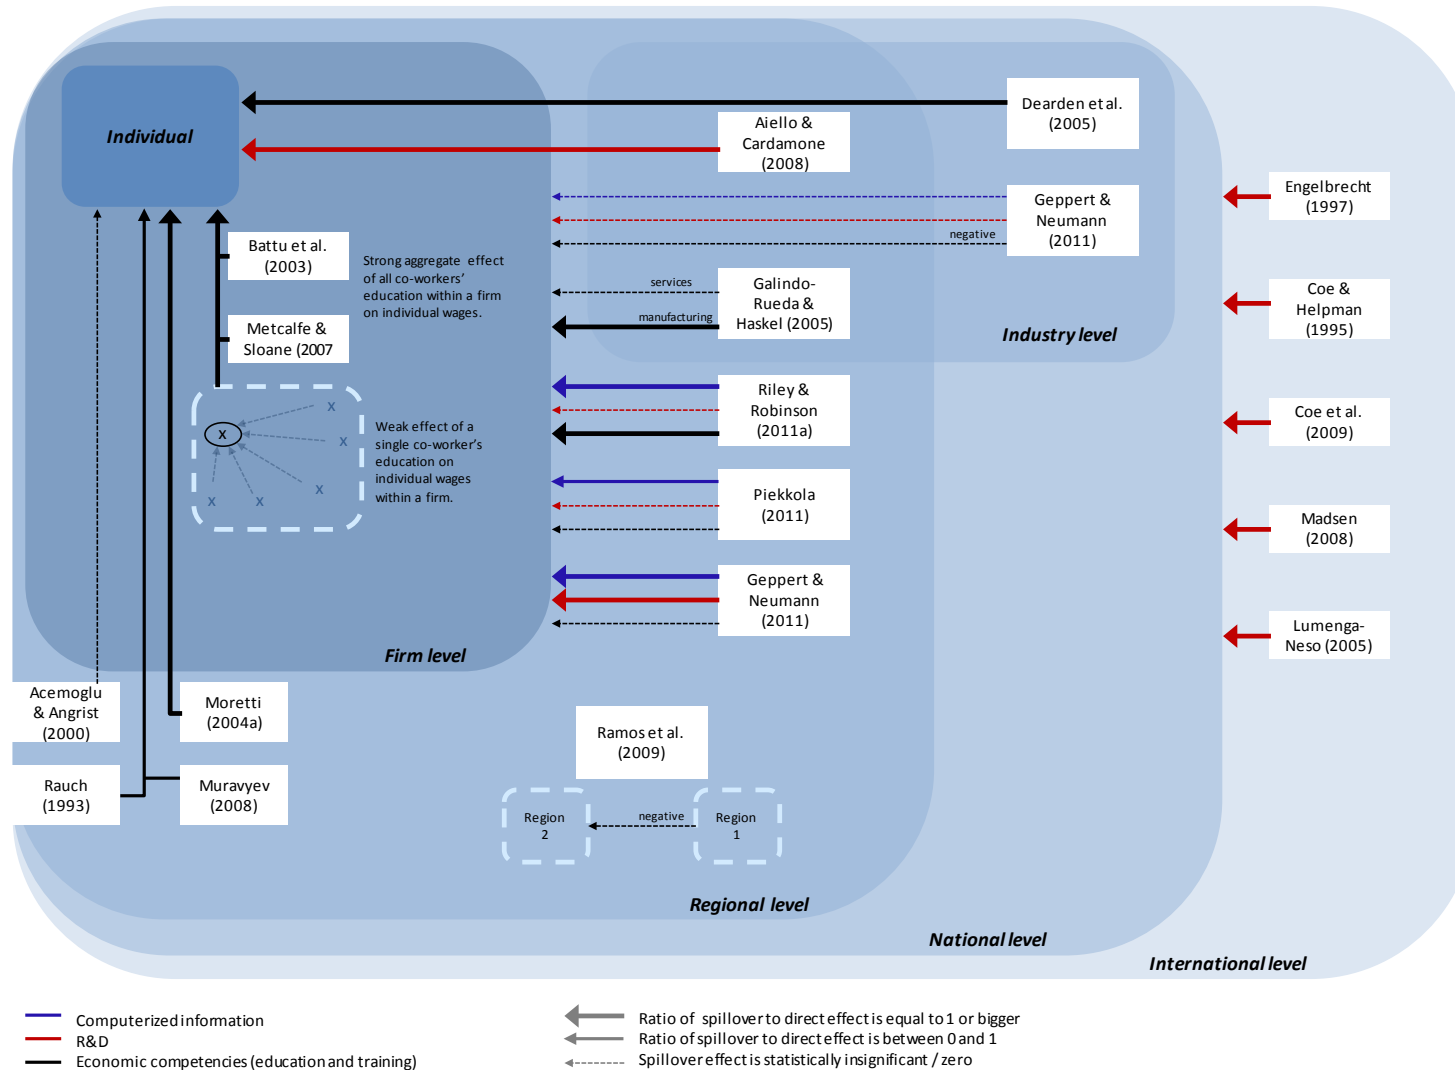 Individual
Dearden et al.
(2005)
Aiello &
Cardamone
(2008)
Engelbrecht
(1997)
Geppert &
Neumann
(2011)
negative
Battu et al.
(2003)
Strong aggregate effect
of all co-workers'
education within a firm
on individual wages.
services
manufacturing
Galindo-
Rueda &
Haskel (2005)
Coe &
Helpman
(1995)
Metcalfe &
Sloane (2007
Industry level
Riley &
Robinson
(2011a)
Coe et al.
(2009)
X
X
X
X
X
X
Weak effect of a
single co-worker's
education on
individual wages
within a firm.
Piekkola
(2011)
Madsen
(2008)
Geppert &
Neumann
(2011)
Lumenga-
Neso (2005)
Firm level
Acemoglu
& Angrist
(2000)
Moretti
(2004a)
Ramos et al.
(2009)
Rauch
(1993)
Muravyev
(2008)
Region
2
negative
Region
1
Regional level
National level
International level
Computerized information
R&D
Economic competencies (education and training)
Ratio of spillover to direct effect is equal to 1 or bigger
Ratio of spillover to direct effect is between 0 and 1
Spillover effect is statistically insignificant / zero